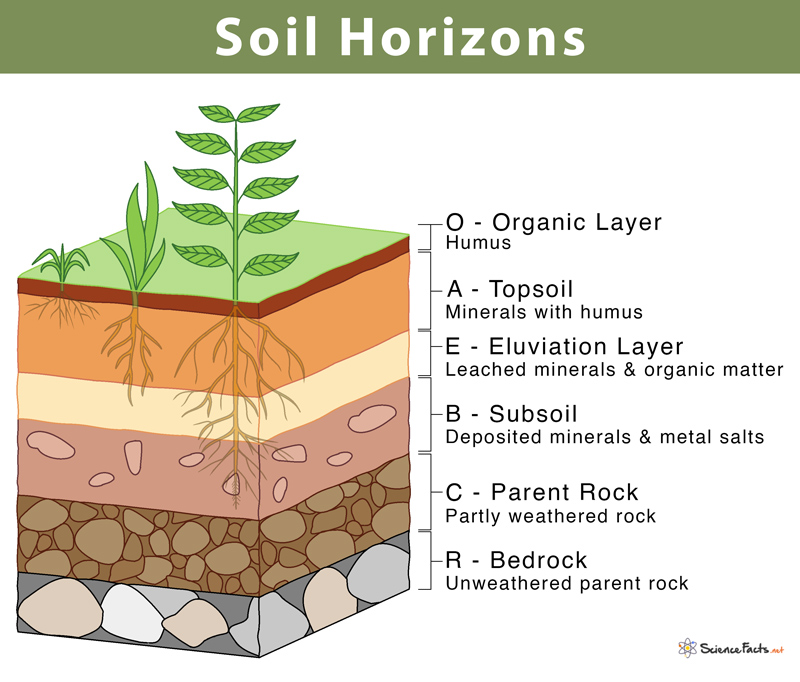 Soil Horizons
O - Organic Layer
Humus
A - Topsoil
Minerals with humus
E - Eluviation Layer
Leached minerals & organic matter
B - Subsoil
Deposited minerals & metal salts
C - Parent Rock
Partly weathered rock
R - Bedrock
Unweathered parent rock
ScienceFacts.net